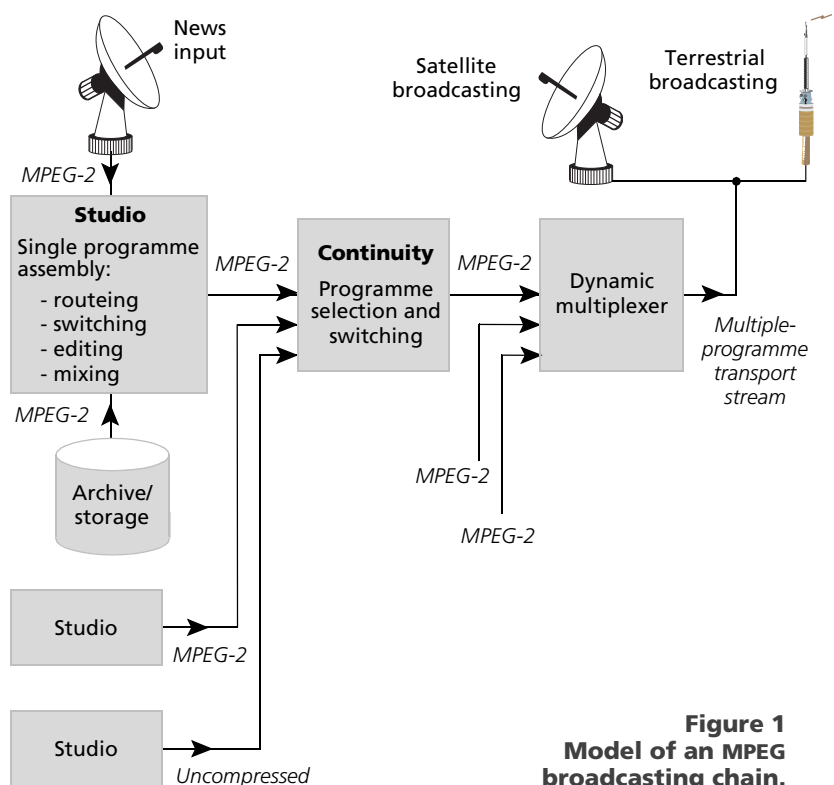 News
input
Satellite
broadcasting
Terrestrial
broadcasting
MPEG-2
Studio
Single programme
assembly:
- routeing
- switching
- editing
- mixing
MPEG-2
Continuity
Programme
selection and
switching
MPEG-2
Dynamic
multiplexer
Multiple-
programme
transport
stream
MPEG-2
Archive/
storage
MPEG-2
MPEG-2
Studio
MPEG-2
Studio
Uncompressed
Figure 1
Model of an MPEG
broadcasting chain.